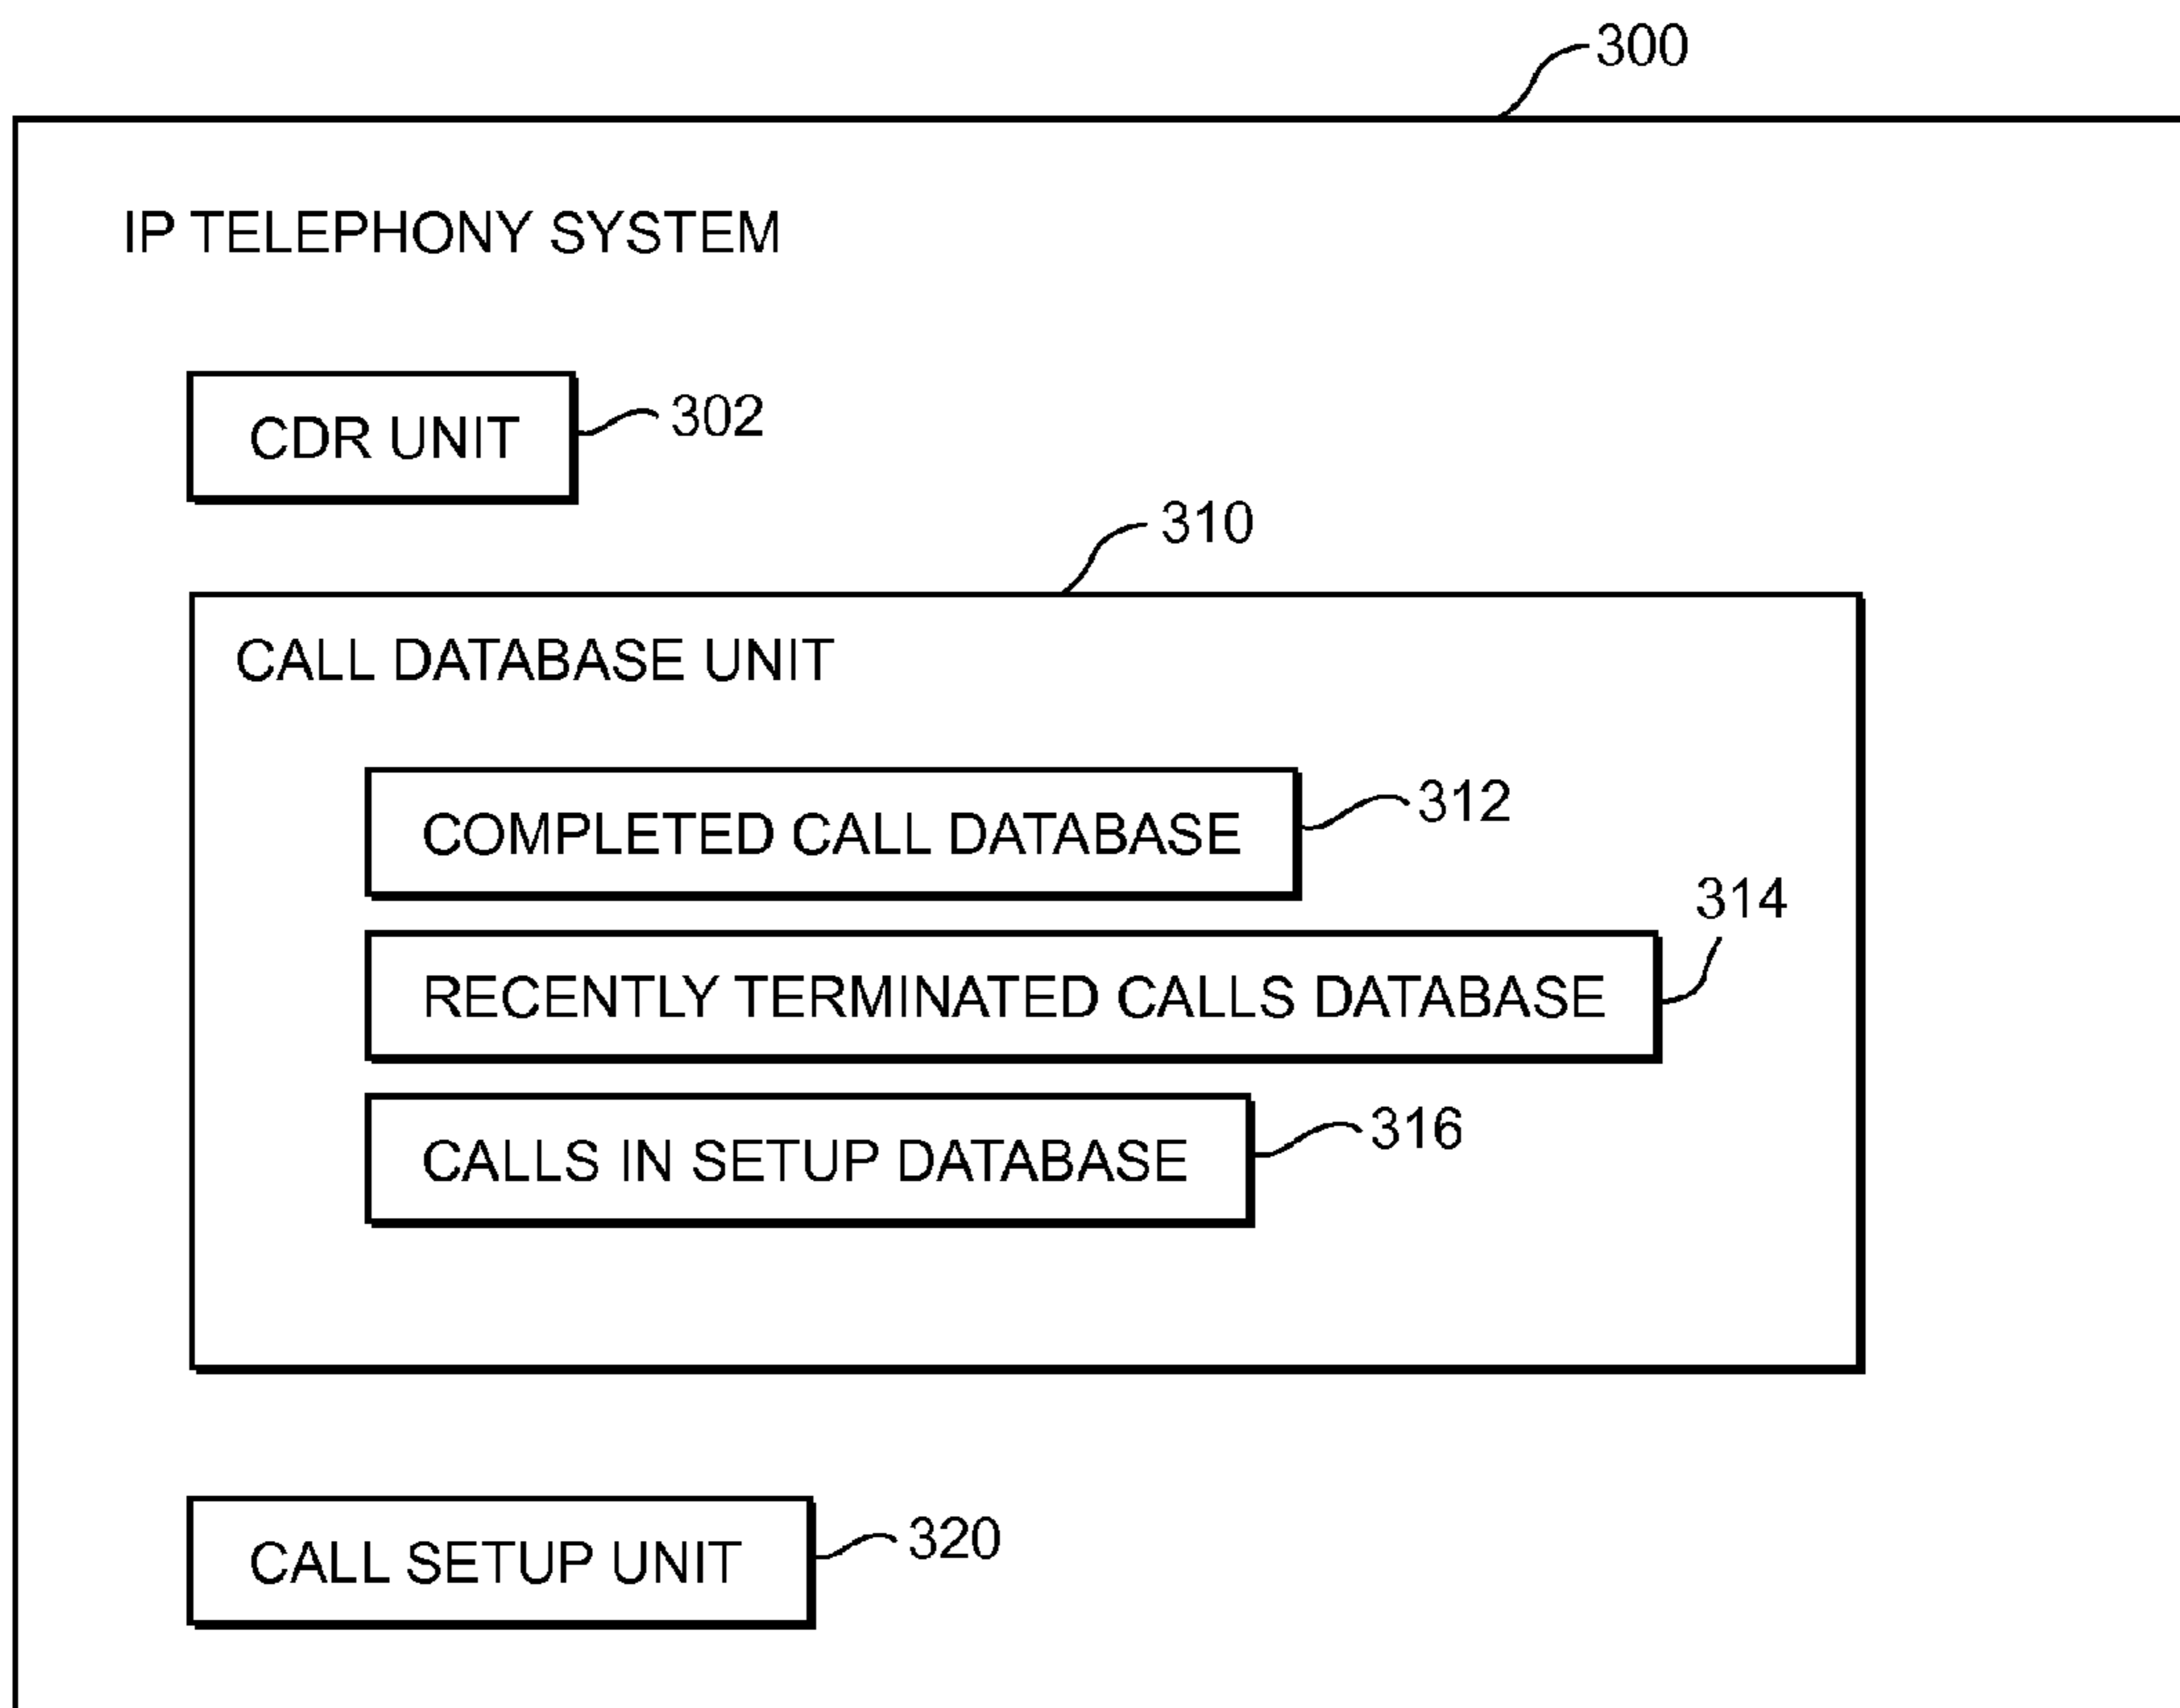 300
IP TELEPHONY SYSTEM
CDR UNIT
302
310
CALL DATABASE UNIT
COMPLETED CALL DATABASE
312
314
RECENTLY TERMINATED CALLS DATABASE
CALLS IN SETUP DATABASE
316
CALL SETUP UNIT
320